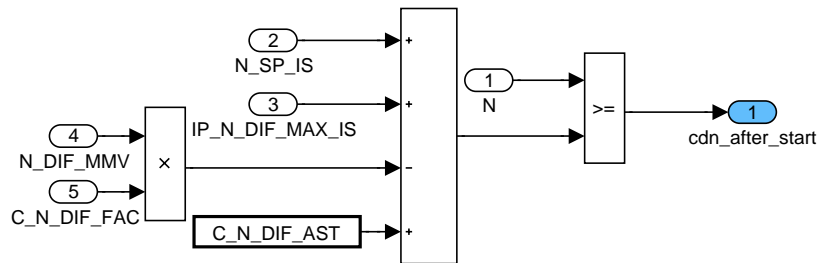 2
N_SP_IS
+
1
N
3
IP_N_DIF_MAX_IS
+
>=
1
cdn_after_start
4
N_DIF_MMV
×
−
5
C_N_DIF_FAC
C_N_DIF_AST
+